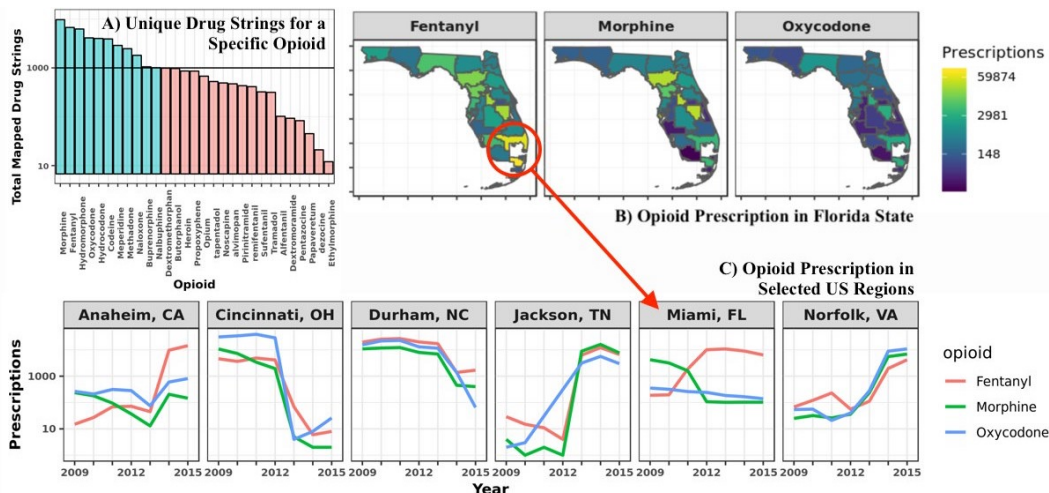 A) Unique Drug Strings for a
Specific Opioid
Total Mapped Drug Strings
1000
10
Morphine
Fentanyl
Hydromorphone
Oxycodone
Hydrocodone
Codeine
Meperidine
Methadone
Naloxone
Buprenorphine
Nalbuphine
Dextromethorphan
Butorphanol
Heroin
Propoxyphene
Opium
tapentadol
Noscapine
alvimopan
Pirinitramide
remifentanil
Sufentanil
Tramadol
Alfentanil
Dextromoramide
Pentazocine
Papaveretum
dezocine
Ethylmorphine
Opioid
Fentanyl
Morphine
Oxycodone
Prescriptions
59874
2981
148
B) Opioid Prescription in Florida State
C) Opioid Prescription in
Selected US Regions
Anaheim, CA
Cincinnati, OH
Durham, NC
Jackson, TN
Miami, FL
Norfolk, VA
Prescriptions
1000
10
2009 2012 2015
2009 2012 2015
2009 2012 2015
2009 2012 2015
2009 2012 2015
2009 2012 2015
Year
opioid
Fentanyl
Morphine
Oxycodone